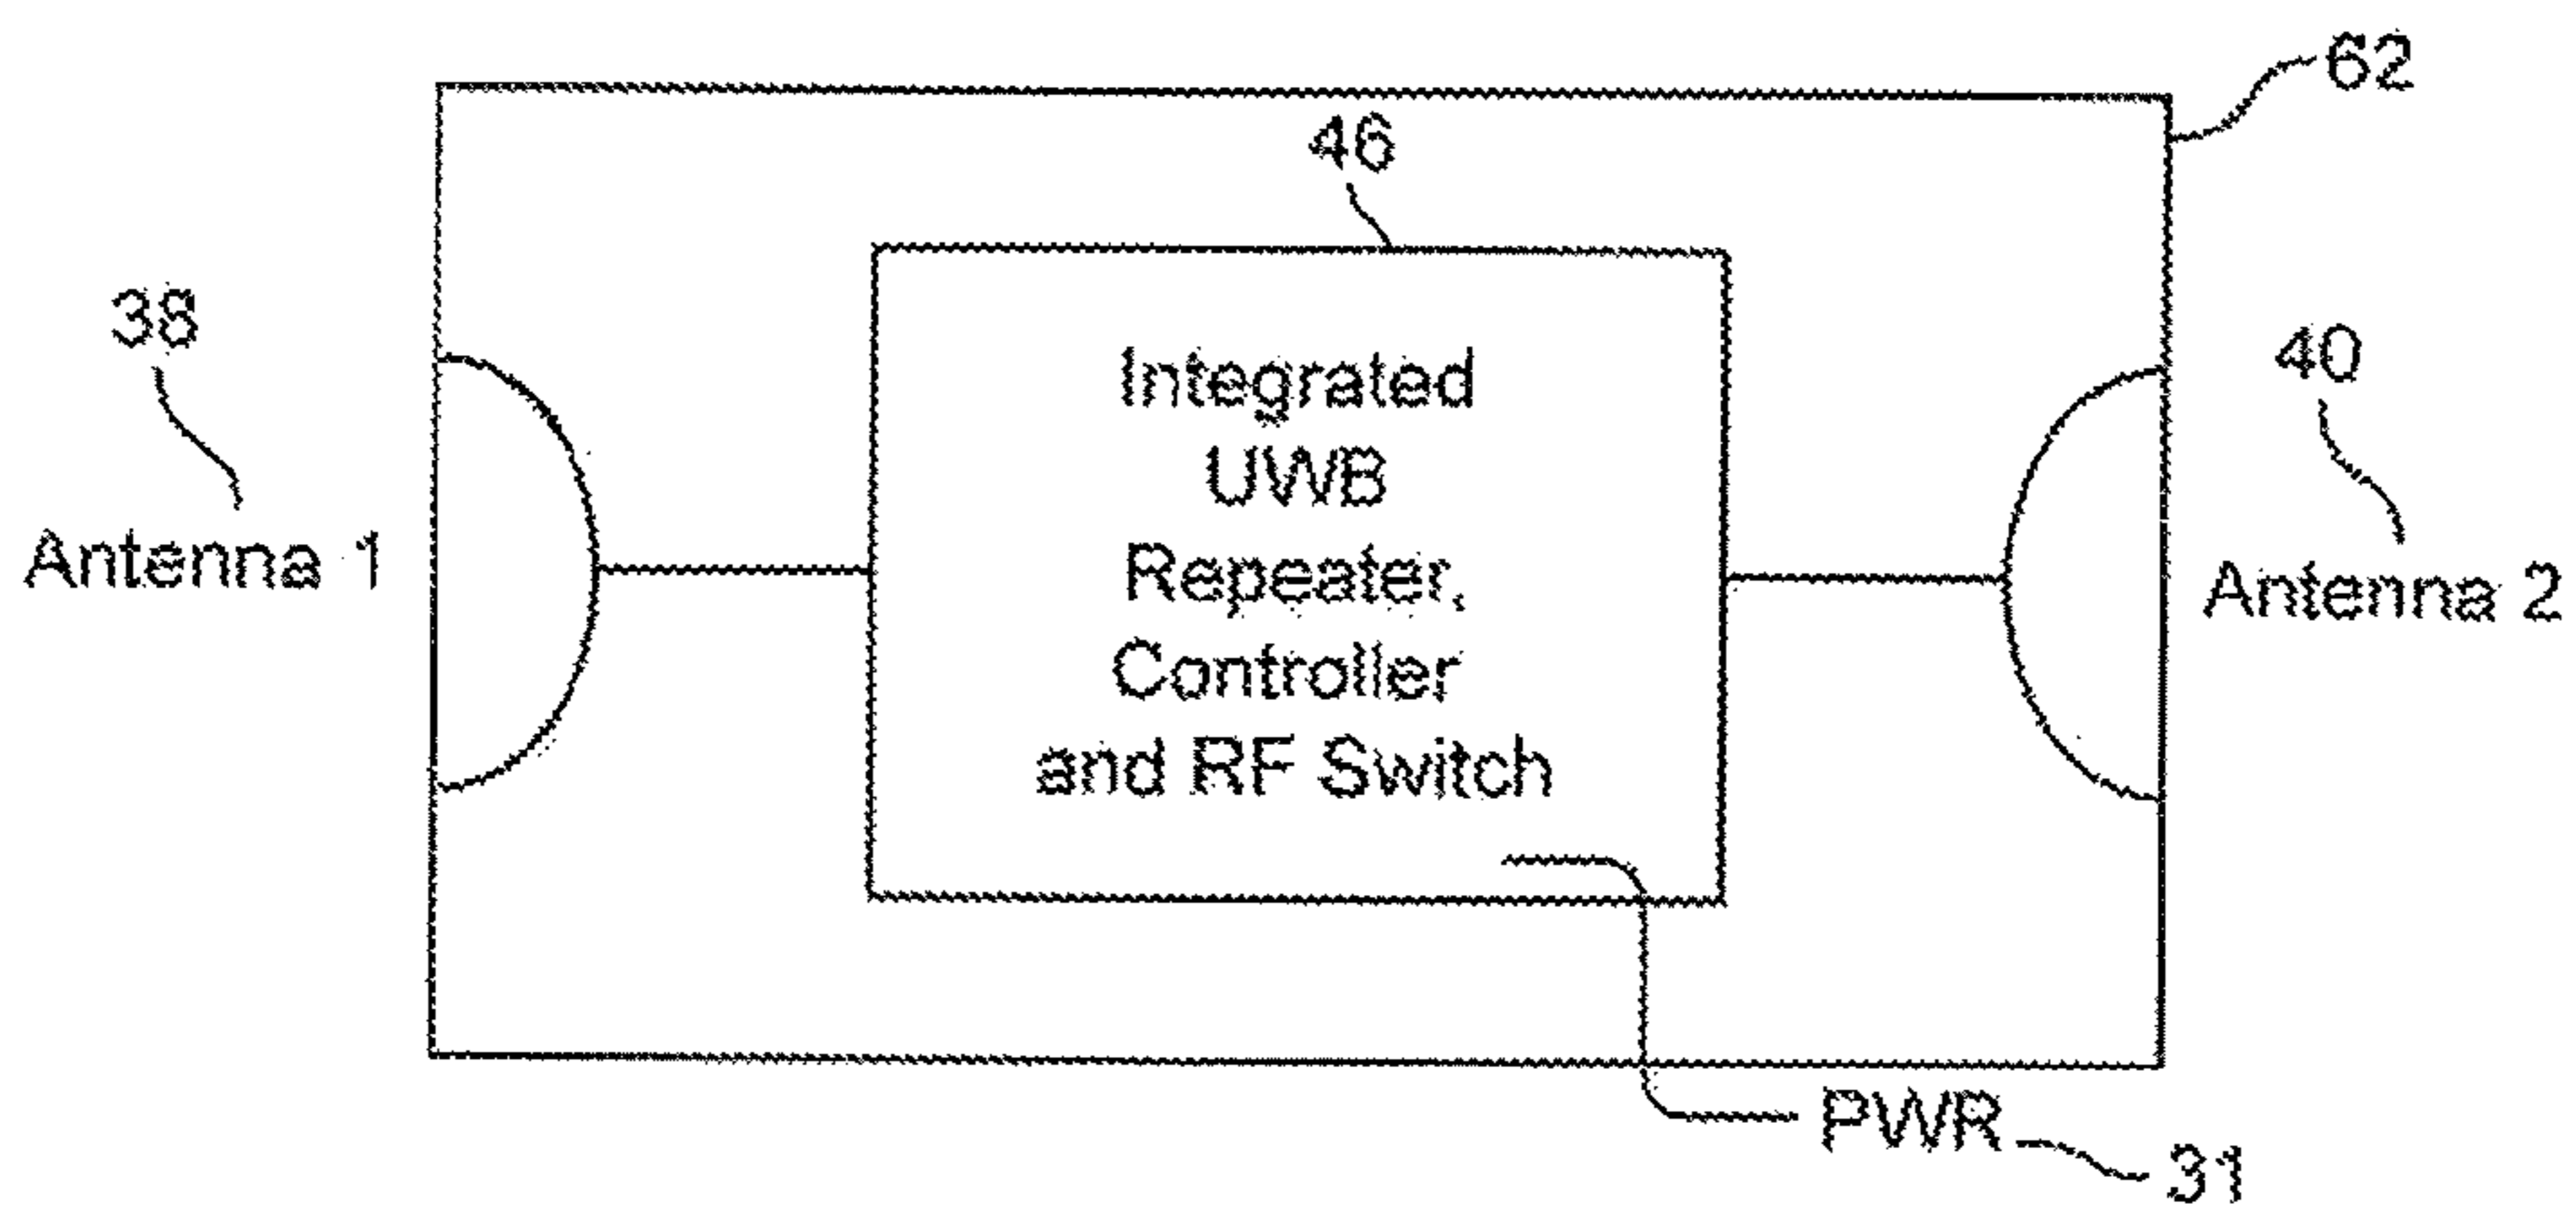 62
46
38
40
Integrated
UWB
Repeater,
Controller
and RF Switch
Antenna 1
Antenna 2
PWR
31